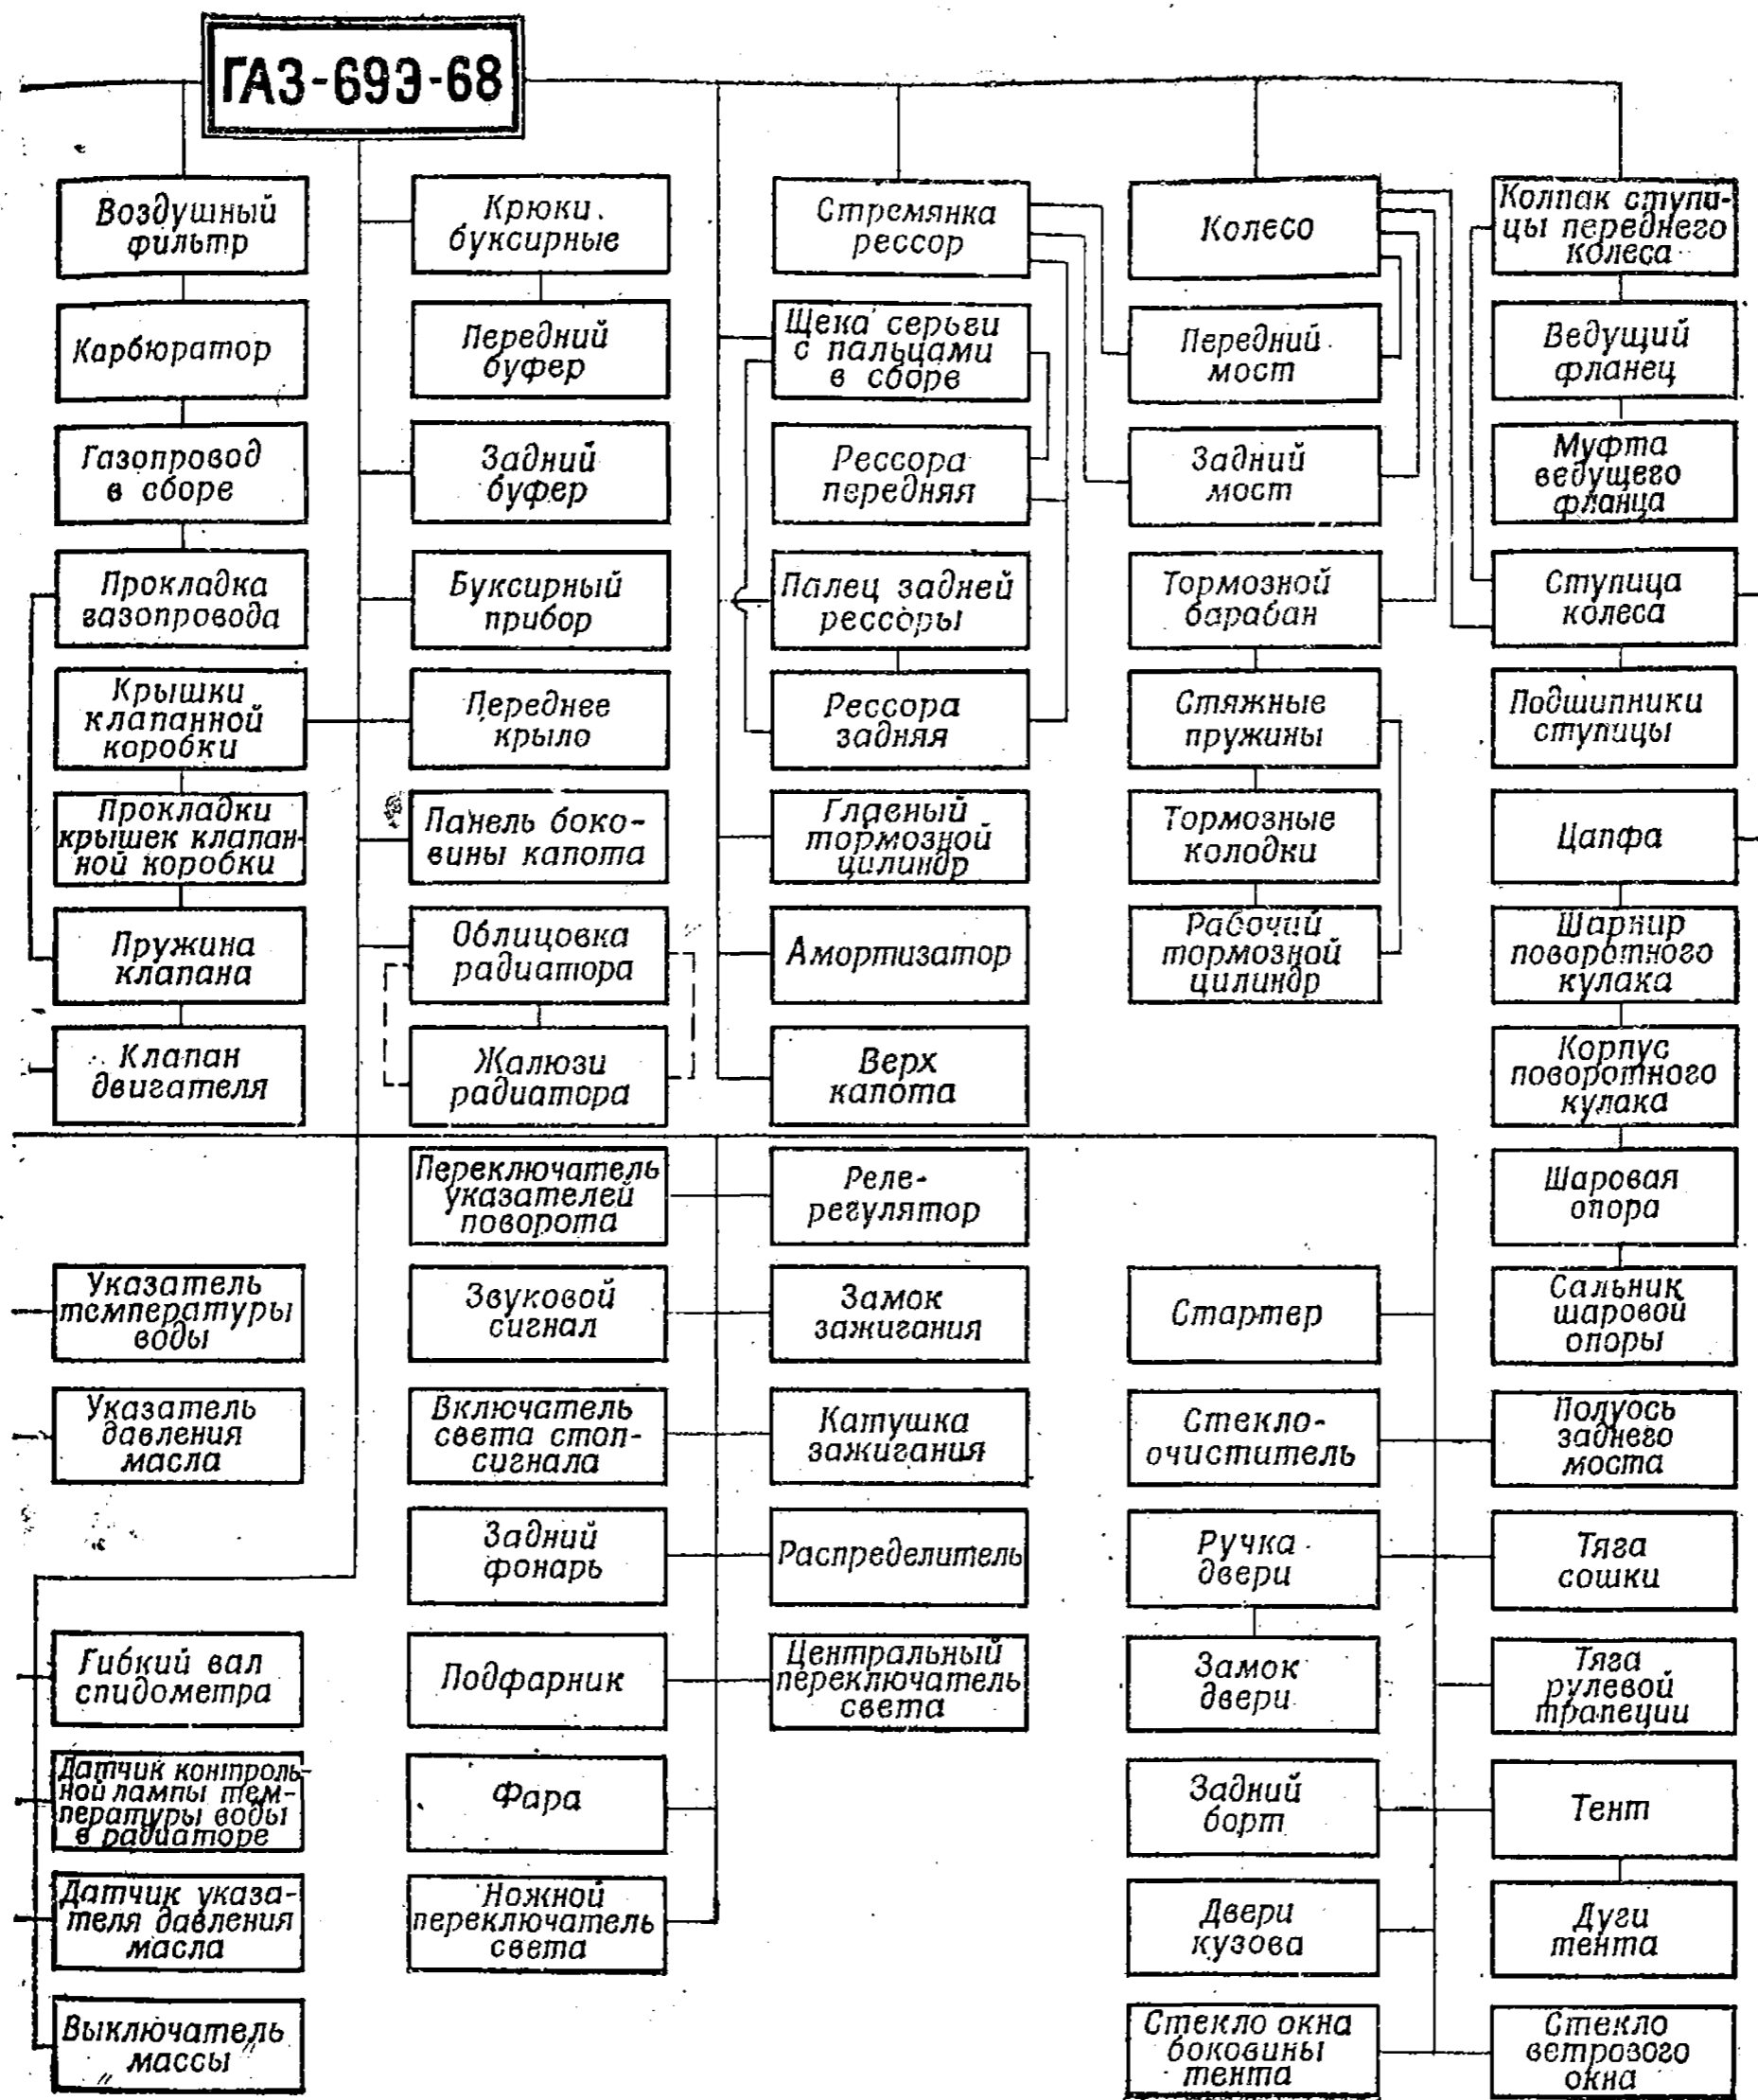 ГАЗ-69Э-68
Воздушный
фильтр
Карбюратор
Газопровод
в сборе
Прокладка
газопровода
Крышки
клапанной
коробки
Прокладки
крышек клапан-
ной коробки
Пружина
клапана
Клапан
двигателя
Указатель
температуры
воды
Указатель
давления
масла
Гибкий вал
спидометра
Датчик контроль-
ной лампы тем-
пературы воды
в радиаторе
Датчик указа-
теля давления
масла
Выключатель
массы
Крюки
буксирные
Передний
буфер
Задний
буфер
Буксирный
прибор
Переднее
крыло
Панель боко-
вины капота
Облицовка
радиатора
Жалюзи
радиатора
Переключатель
указателей
поворота
Звуковой
сигнал
Включатель
света стоп-
сигнала
Задний
фонарь
Подфарник
Фара
Ножной
переключатель
света
Стремянка
рессор
Щека серьги
с пальцами
в сборе
Рессора
передняя
Палец задней
рессоры
Рессора
задняя
Главный
тормозной
цилиндр
Амортизатор
Верх
капота
Реле-
регулятор
Замок
зажигания
Катушка
зажигания
Распределитель
Центральный
переключатель
света
Колесо
Передний
мост
Задний
мост
Тормозной
барабан
Стяжные
пружины
Тормозные
колодки
Рабочий
тормозной
цилиндр
Стартер
Стекло-
очиститель
Ручка
двери
Замок
двери
Задний
борт
Двери
кузова
Стекло окна
боковины
тента
Колпак ступи-
цы переднего
колеса
Ведущий
фланец
Муфта
ведущего
фланца
Ступица
колеса
Подшипники
ступицы
Цапфа
Шарнир
поворотного
кулака
Корпус
поворотного
кулака
Шаровая
опора
Сальник
шаровой
опоры
Полуось
заднего
моста
Тяга
сошки
Тяга
рулевой
трапеции
Тент
Дуги
тента
Стекло
ветрового
окна